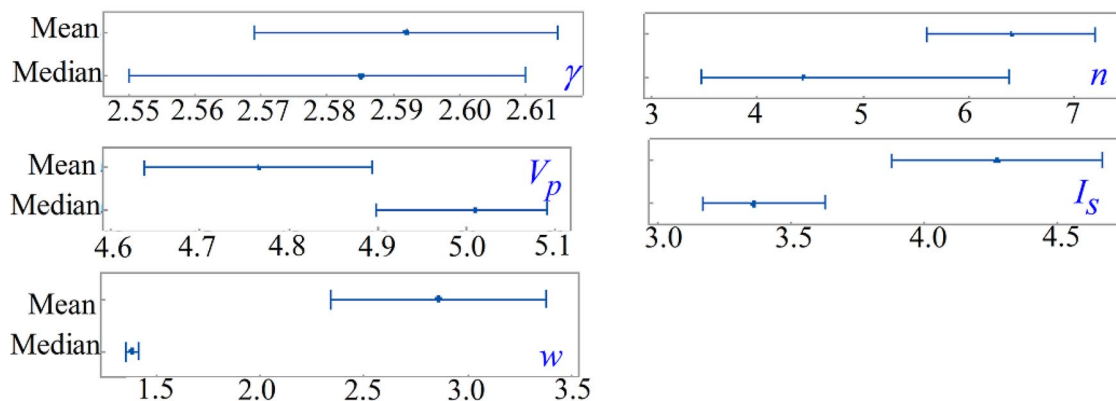 Mean
Median
γ
2.55 2.56 2.57 2.58 2.59 2.60 2.61
n
3 4 5 6 7
Mean
Median
V_p
4.6 4.7 4.8 4.9 5.0 5.1
I_s
3.0 3.5 4.0 4.5
Mean
Median
w
1.5 2.0 2.5 3.0 3.5